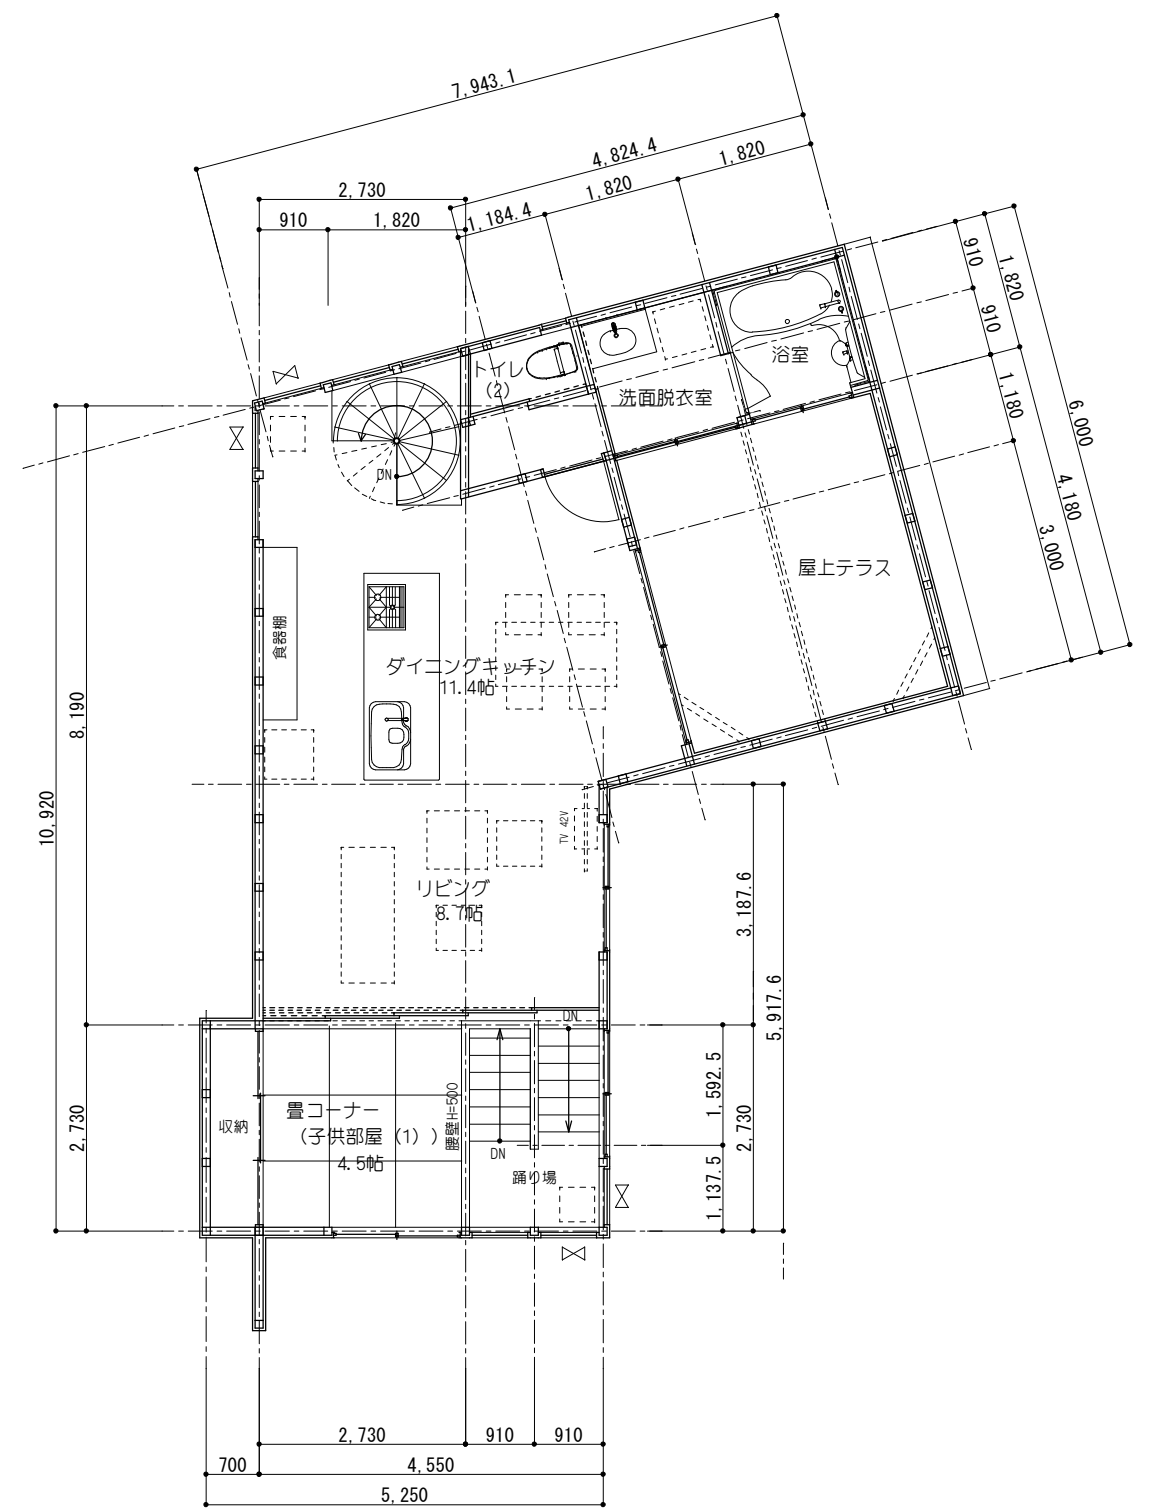 7,943.1
4,824.4
1,820
2,730
1,820
910
1,820
1,184.4
910
1,820
910
6,000
1,180
4,180
3,000
トイレ
(2)
洗面脱衣室
浴室
DN
屋上テラス
食器棚
ダイニングキッチン
11.4帖
8,190
10,920
TV 42V
リビング
8.7帖
3,187.6
5,917.6
DN
1,592.5
2,730
1,137.5
2,730
収納
畳コーナー
(子供部屋(1))
4.5帖
腰壁H=500
DN
踊り場
2,730
910
910
700
4,550
5,250